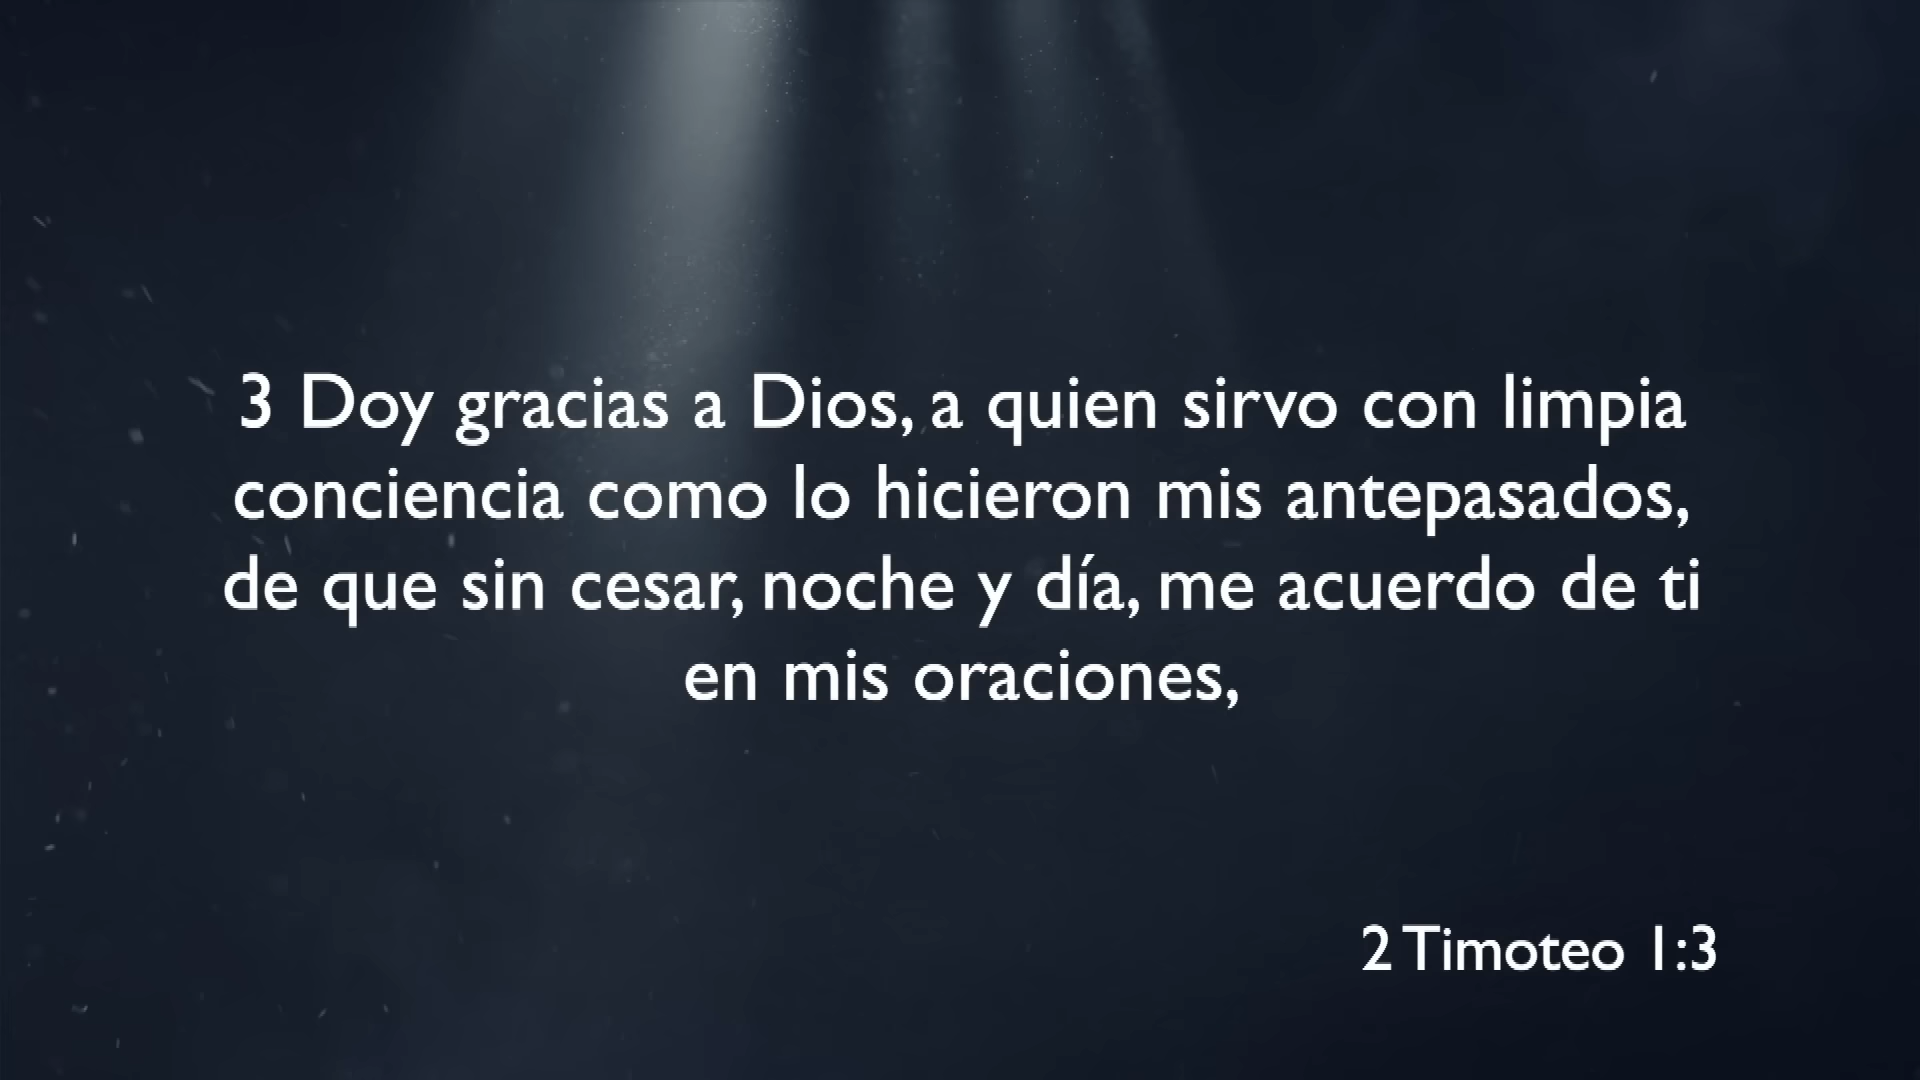 3 Doy gracias a Dios, a quien sirvo con limpia
conciencia como lo hicieron mis antepasados,
de que sin cesar, noche y día, me acuerdo de ti
en mis oraciones,
2 Timoteo 1:3